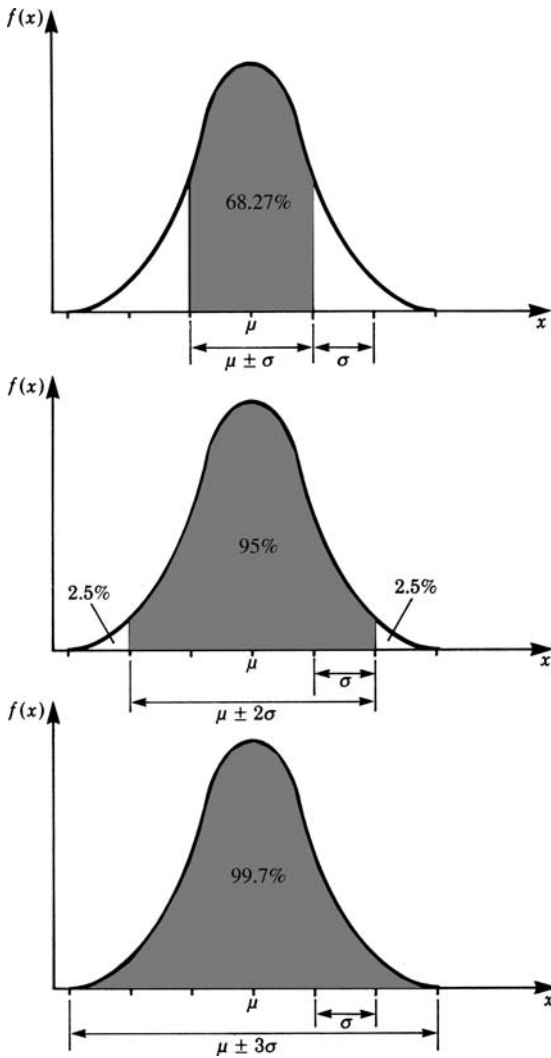 f(x)
68.27%
μ
x
μ ± σ
σ
f(x)
95%
2.5%
2.5%
μ
x
σ
μ ± 2σ
f(x)
99.7%
μ
x
σ
μ ± 3σ